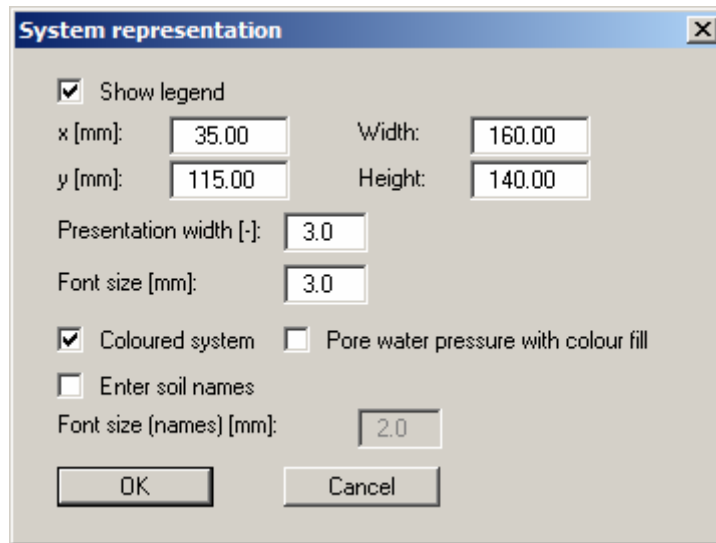 System representation
Show legend
x [mm]: 35.00 Width: 160.00
y [mm]: 115.00 Height: 140.00
Presentation width [-]: 3.0
Font size [mm]: 3.0
Coloured system Pore water pressure with colour fill
Enter soil names
Font size (names) [mm]: 2.0
OK Cancel